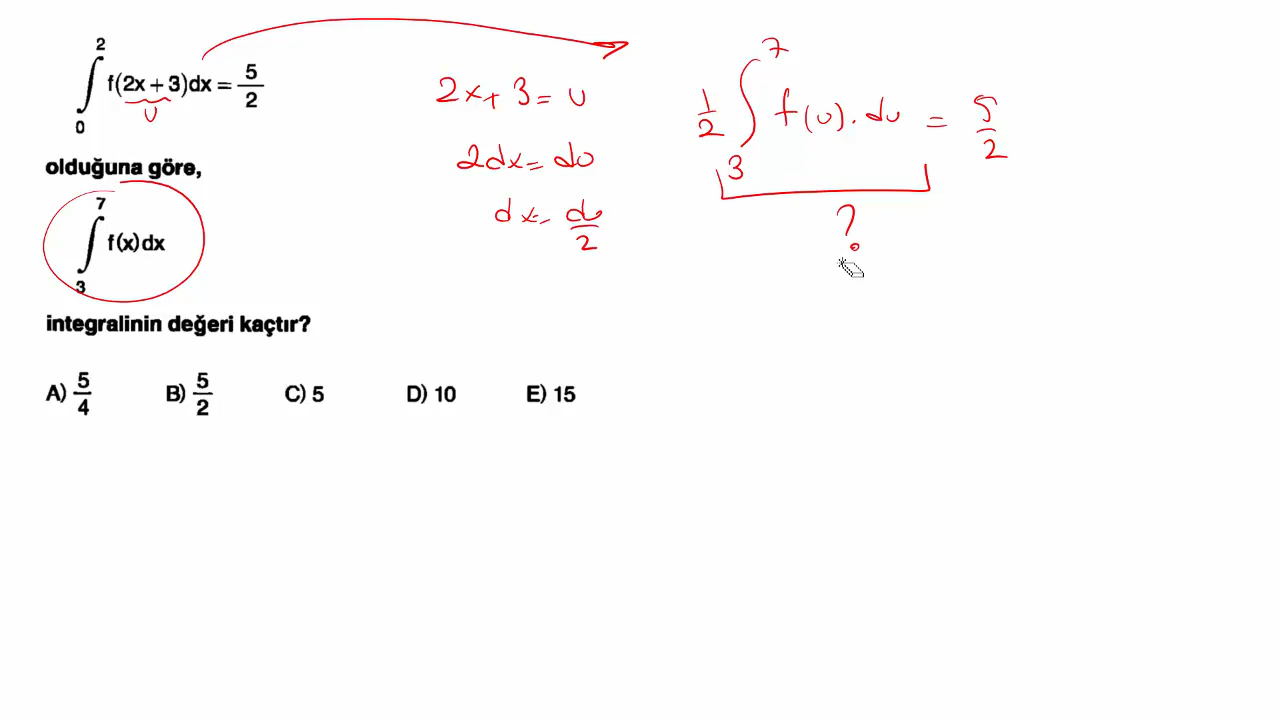 ∫₀² f(2x + 3)dx = 5/2
u
olduğuna göre,
∫₃⁷ f(x)dx
integralinin değeri kaçtır?
A) 5/4 B) 5/2 C) 5 D) 10 E) 15
2x + 3 = u
2dx = du
dx = du/2
1/2 ∫₃⁷ f(u) . du = 5/2
?